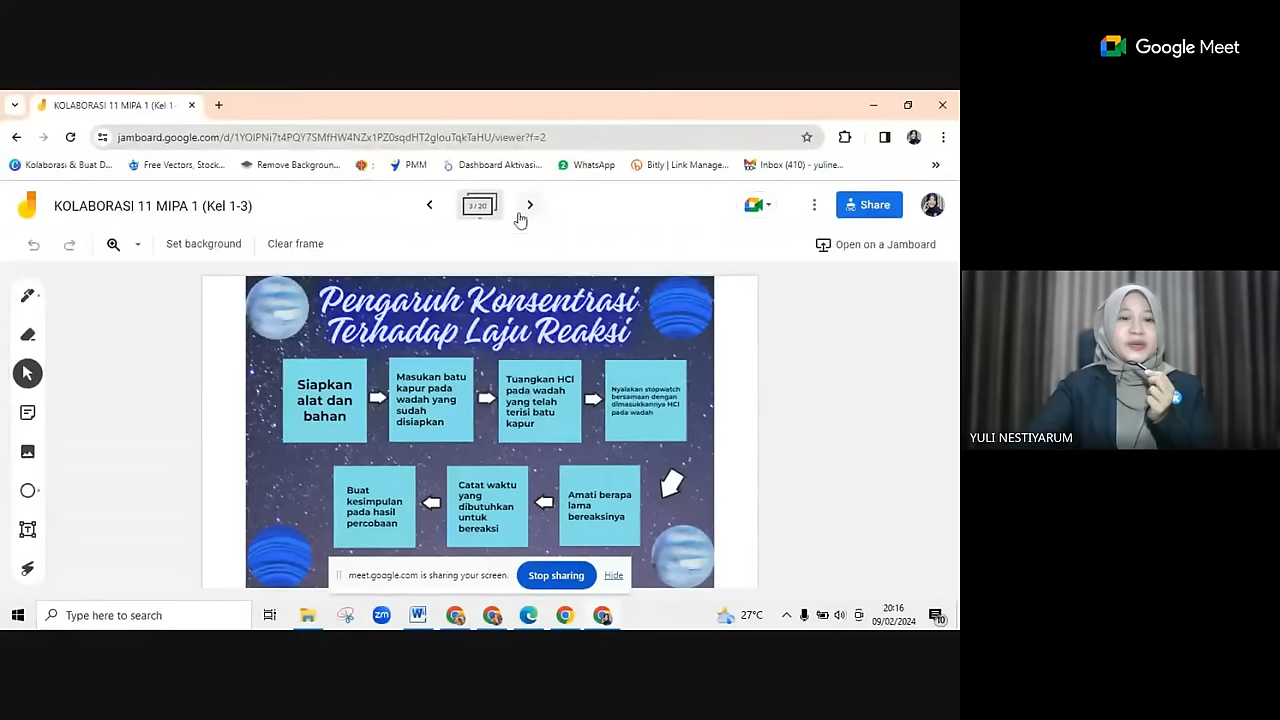 Google Meet
KOLABORASI 11 MIPA 1 (Kel 1-
jamboard.google.com/d/1YOlPNi7t4PQY7SMfHW4NZx1PZ0sqdHT2glouTqkTaHU/viewer?f=2
Kolaborasi & Buat D...
Free Vectors, Stock...
Remove Backgroun...
:
PMM
Dashboard Aktivasi...
WhatsApp
Bitly | Link Manage...
Inbox (410) - yuline...
KOLABORASI 11 MIPA 1 (Kel 1-3)
3 / 20
Share
Set background
Clear frame
Open on a Jamboard
Pengaruh Konsentrasi
Terhadap Laju Reaksi
Siapkan
alat dan
bahan
Masukan batu
kapur pada
wadah yang
sudah
disiapkan
Tuangkan HCl
pada wadah
yang telah
terisi batu
kapur
Nyalakan stopwatch
bersamaan dengan
dimasukkannya HCl
pada wadah
Buat
kesimpulan
pada hasil
percobaan
Catat waktu
yang
dibutuhkan
untuk
bereaksi
Amati berapa
lama
bereaksinya
meet.google.com is sharing your screen.
Stop sharing
Hide
YULI NESTIYARUM
Type here to search
zm
W
27°C
20:16
09/02/2024
10